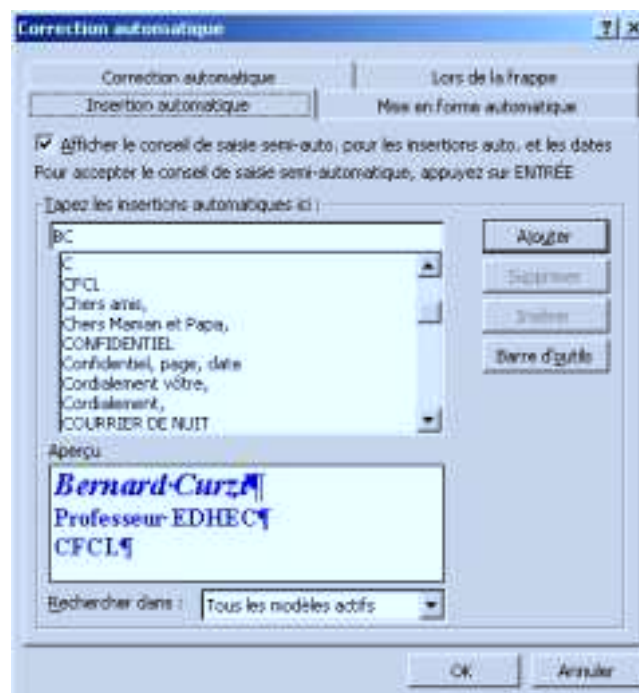 Correction automatique
Correction automatique
Lors de la frappe
Insertion automatique
Mise en forme automatique
Afficher le conseil de saisie semi-auto. pour les insertions auto. et les dates
Pour accepter le conseil de saisie semi-automatique, appuyez sur ENTRÉE
Tapez les insertions automatiques ici :
BC
Ajouter
C
CFCL
Chers amis,
Chers Maman et Papa,
CONFIDENTIEL
Confidentiel, page, date
Cordialement vôtre,
Cordialement,
COURRIER DE NUIT
Supprimer
Insérer
Barre d'outils
Aperçu
Bernard·Curzi¶
Professeur·EDHEC¶
CFCL¶
Rechercher dans :
Tous les modèles actifs
OK
Annuler